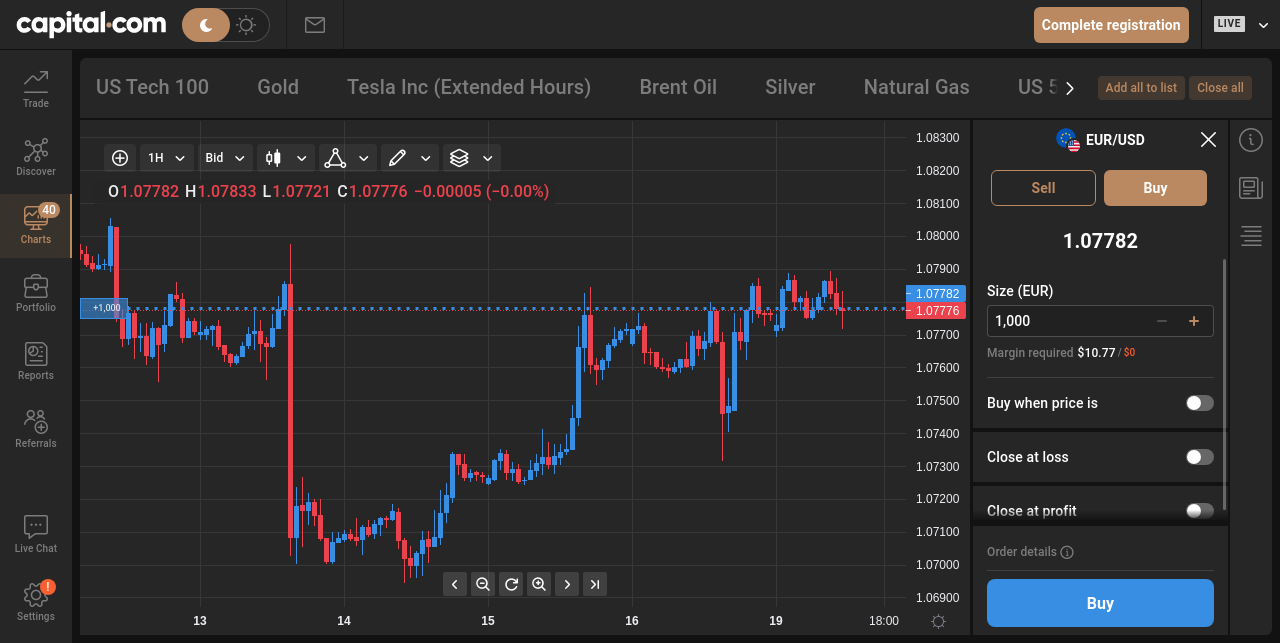 capital.com
Complete registration
LIVE
Trade
Discover
40
Charts
Portfolio
Reports
Referrals
Live Chat
!
Settings
US Tech 100 Gold Tesla Inc (Extended Hours) Brent Oil Silver Natural Gas US 5
Add all to list Close all
1H Bid
O1.07782 H1.07833 L1.07721 C1.07776 −0.00005 (−0.00%)
+1,000
1.08300
1.08200
1.08100
1.08000
1.07900
1.07782
1.07776
1.07700
1.07600
1.07500
1.07400
1.07300
1.07200
1.07100
1.07000
1.06900
13 14 15 16 19 18:00
EUR/USD
Sell Buy
1.07782
Size (EUR)
1,000 − +
Margin required $10.77 / $0
Buy when price is
Close at loss
Close at profit
Order details
Buy